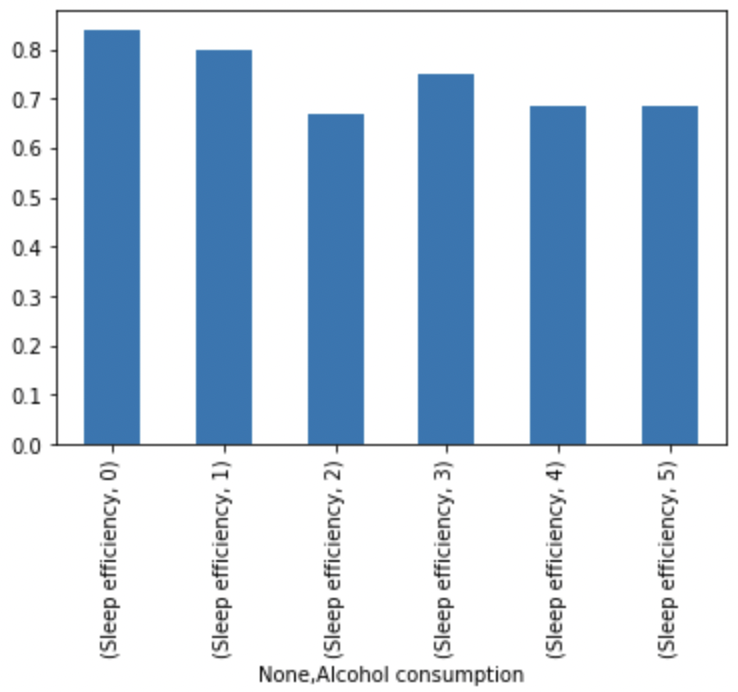 0.8
0.7
0.6
0.5
0.4
0.3
0.2
0.1
0.0
(Sleep efficiency, 0)
(Sleep efficiency, 1)
(Sleep efficiency, 2)
(Sleep efficiency, 3)
(Sleep efficiency, 4)
(Sleep efficiency, 5)
None,Alcohol consumption